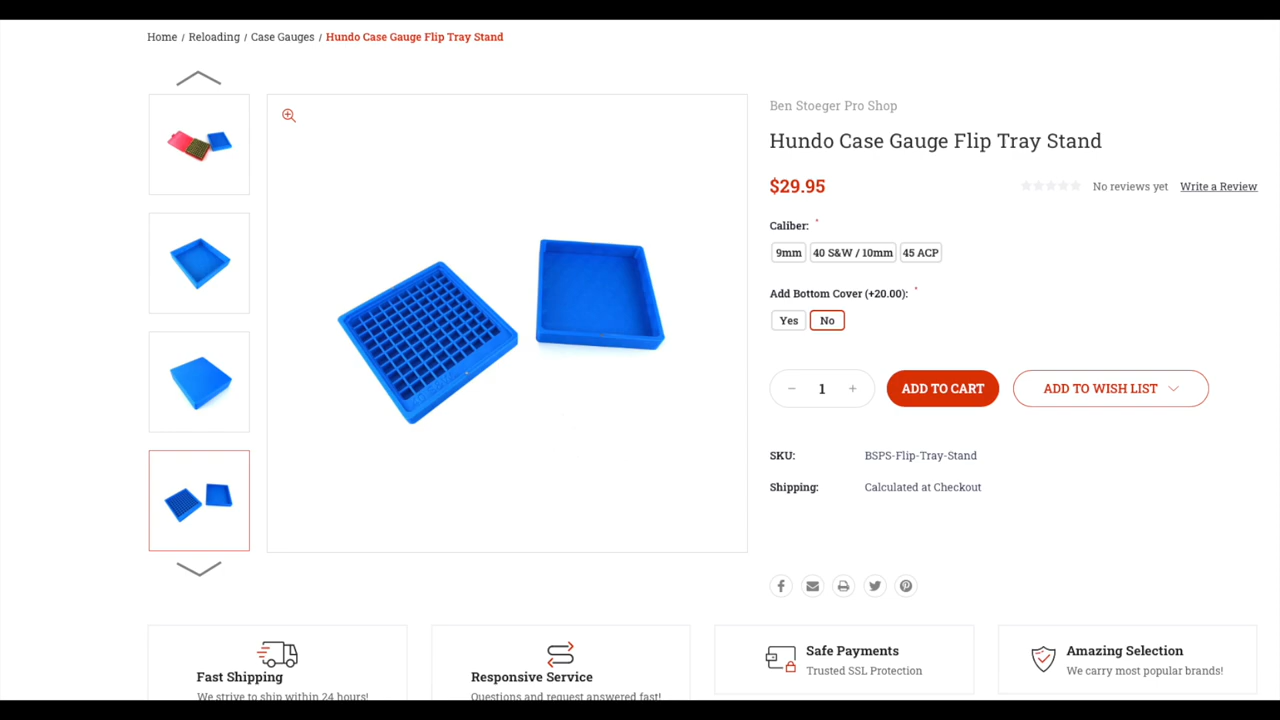 Home / Reloading / Case Gauges / Hundo Case Gauge Flip Tray Stand
Ben Stoeger Pro Shop
Hundo Case Gauge Flip Tray Stand
$29.95
No reviews yet Write a Review
Caliber: *
9mm 40 S&W / 10mm 45 ACP
Add Bottom Cover (+20.00): *
Yes No
− 1 + ADD TO CART ADD TO WISH LIST
SKU: BSPS-Flip-Tray-Stand
Shipping: Calculated at Checkout
Fast Shipping
We strive to ship within 24 hours!
Responsive Service
Questions and request answered fast!
Safe Payments
Trusted SSL Protection
Amazing Selection
We carry most popular brands!